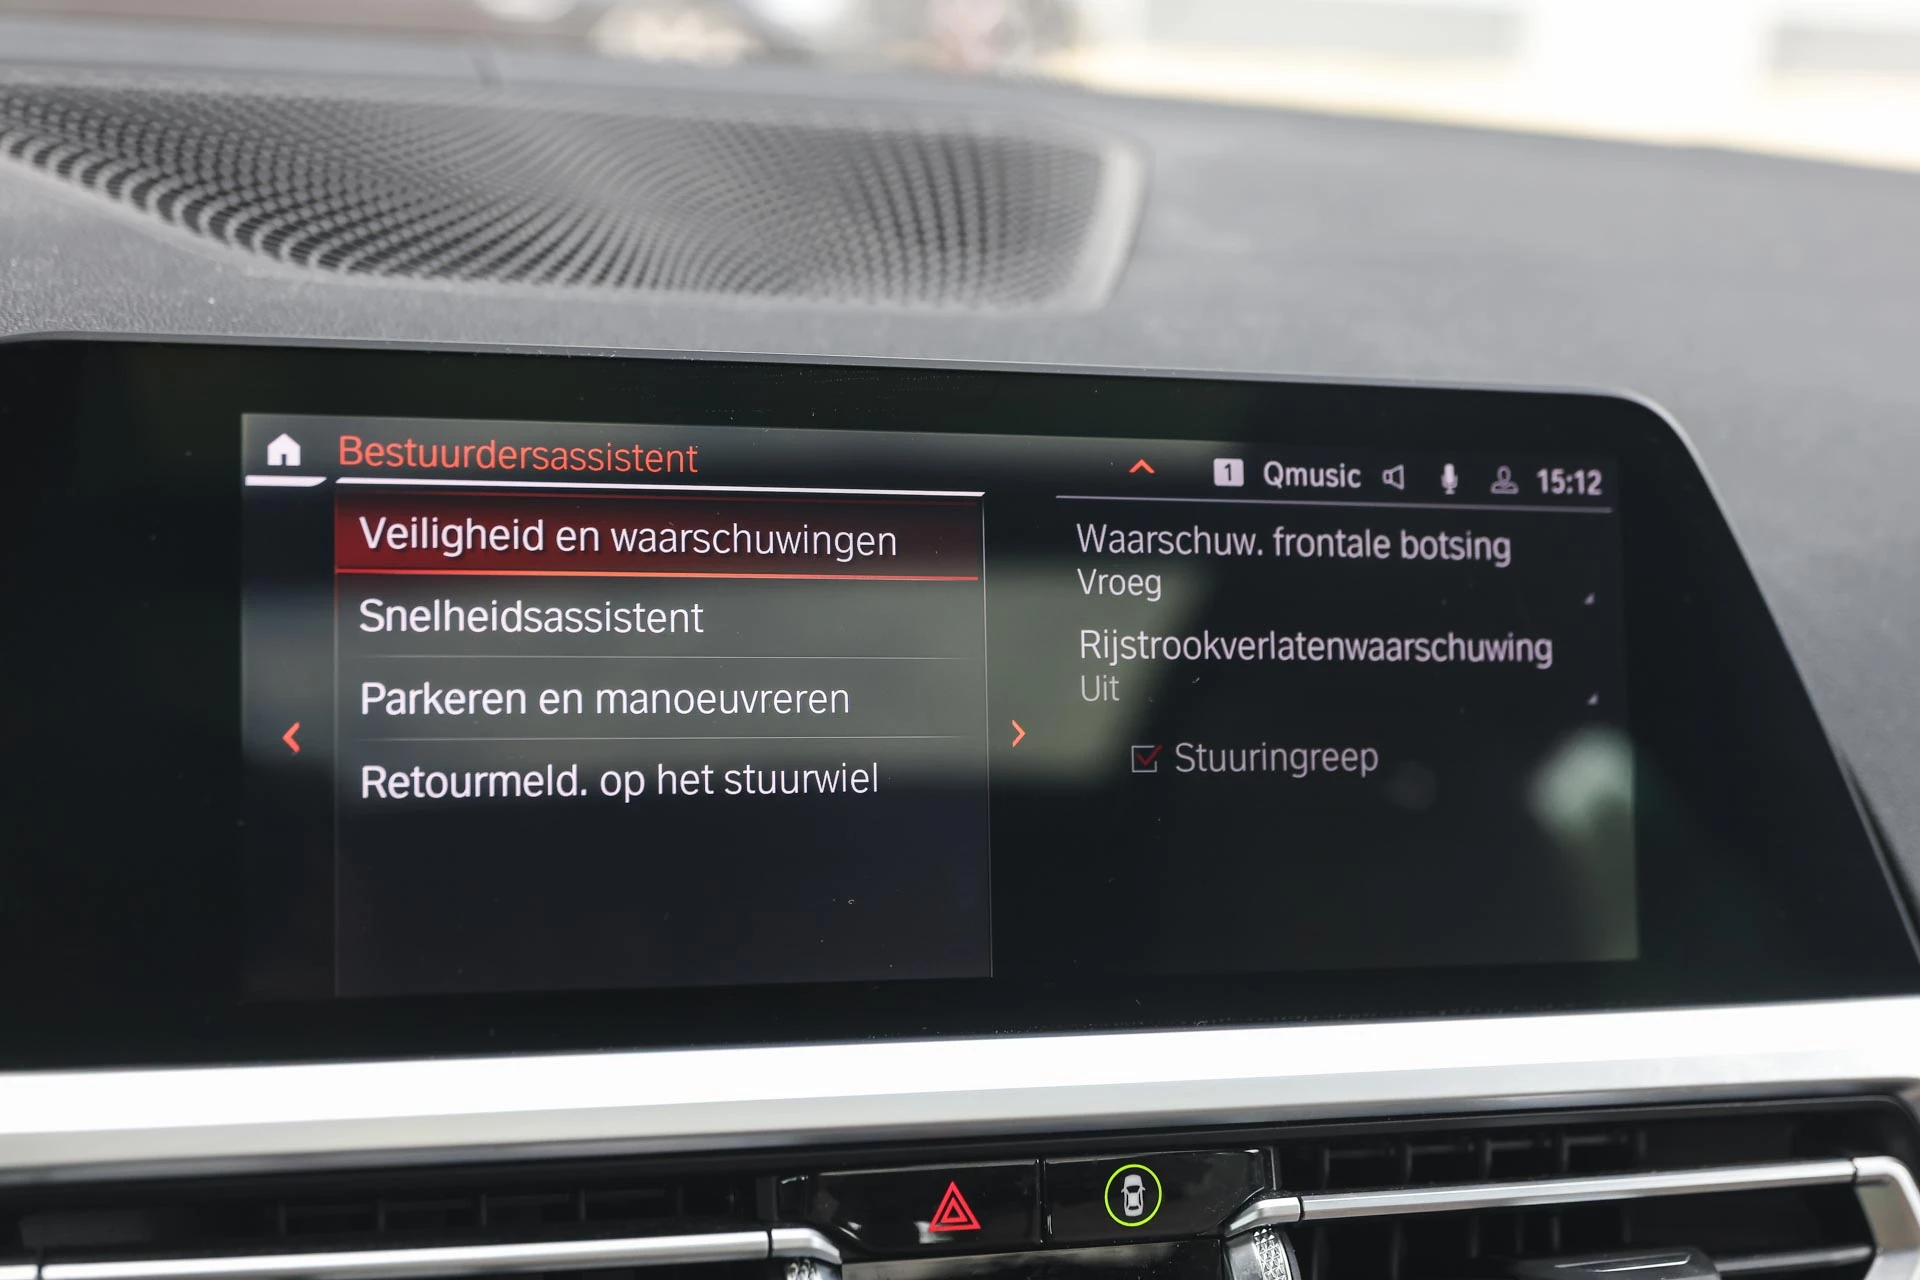 Bestuurdersassistent
1 Qmusic 15:12
Veiligheid en waarschuwingen
Snelheidsassistent
Parkeren en manoeuvreren
Retourmeld. op het stuurwiel
Waarschuw. frontale botsing
Vroeg
Rijstrookverlatenwaarschuwing
Uit
Stuuringreep